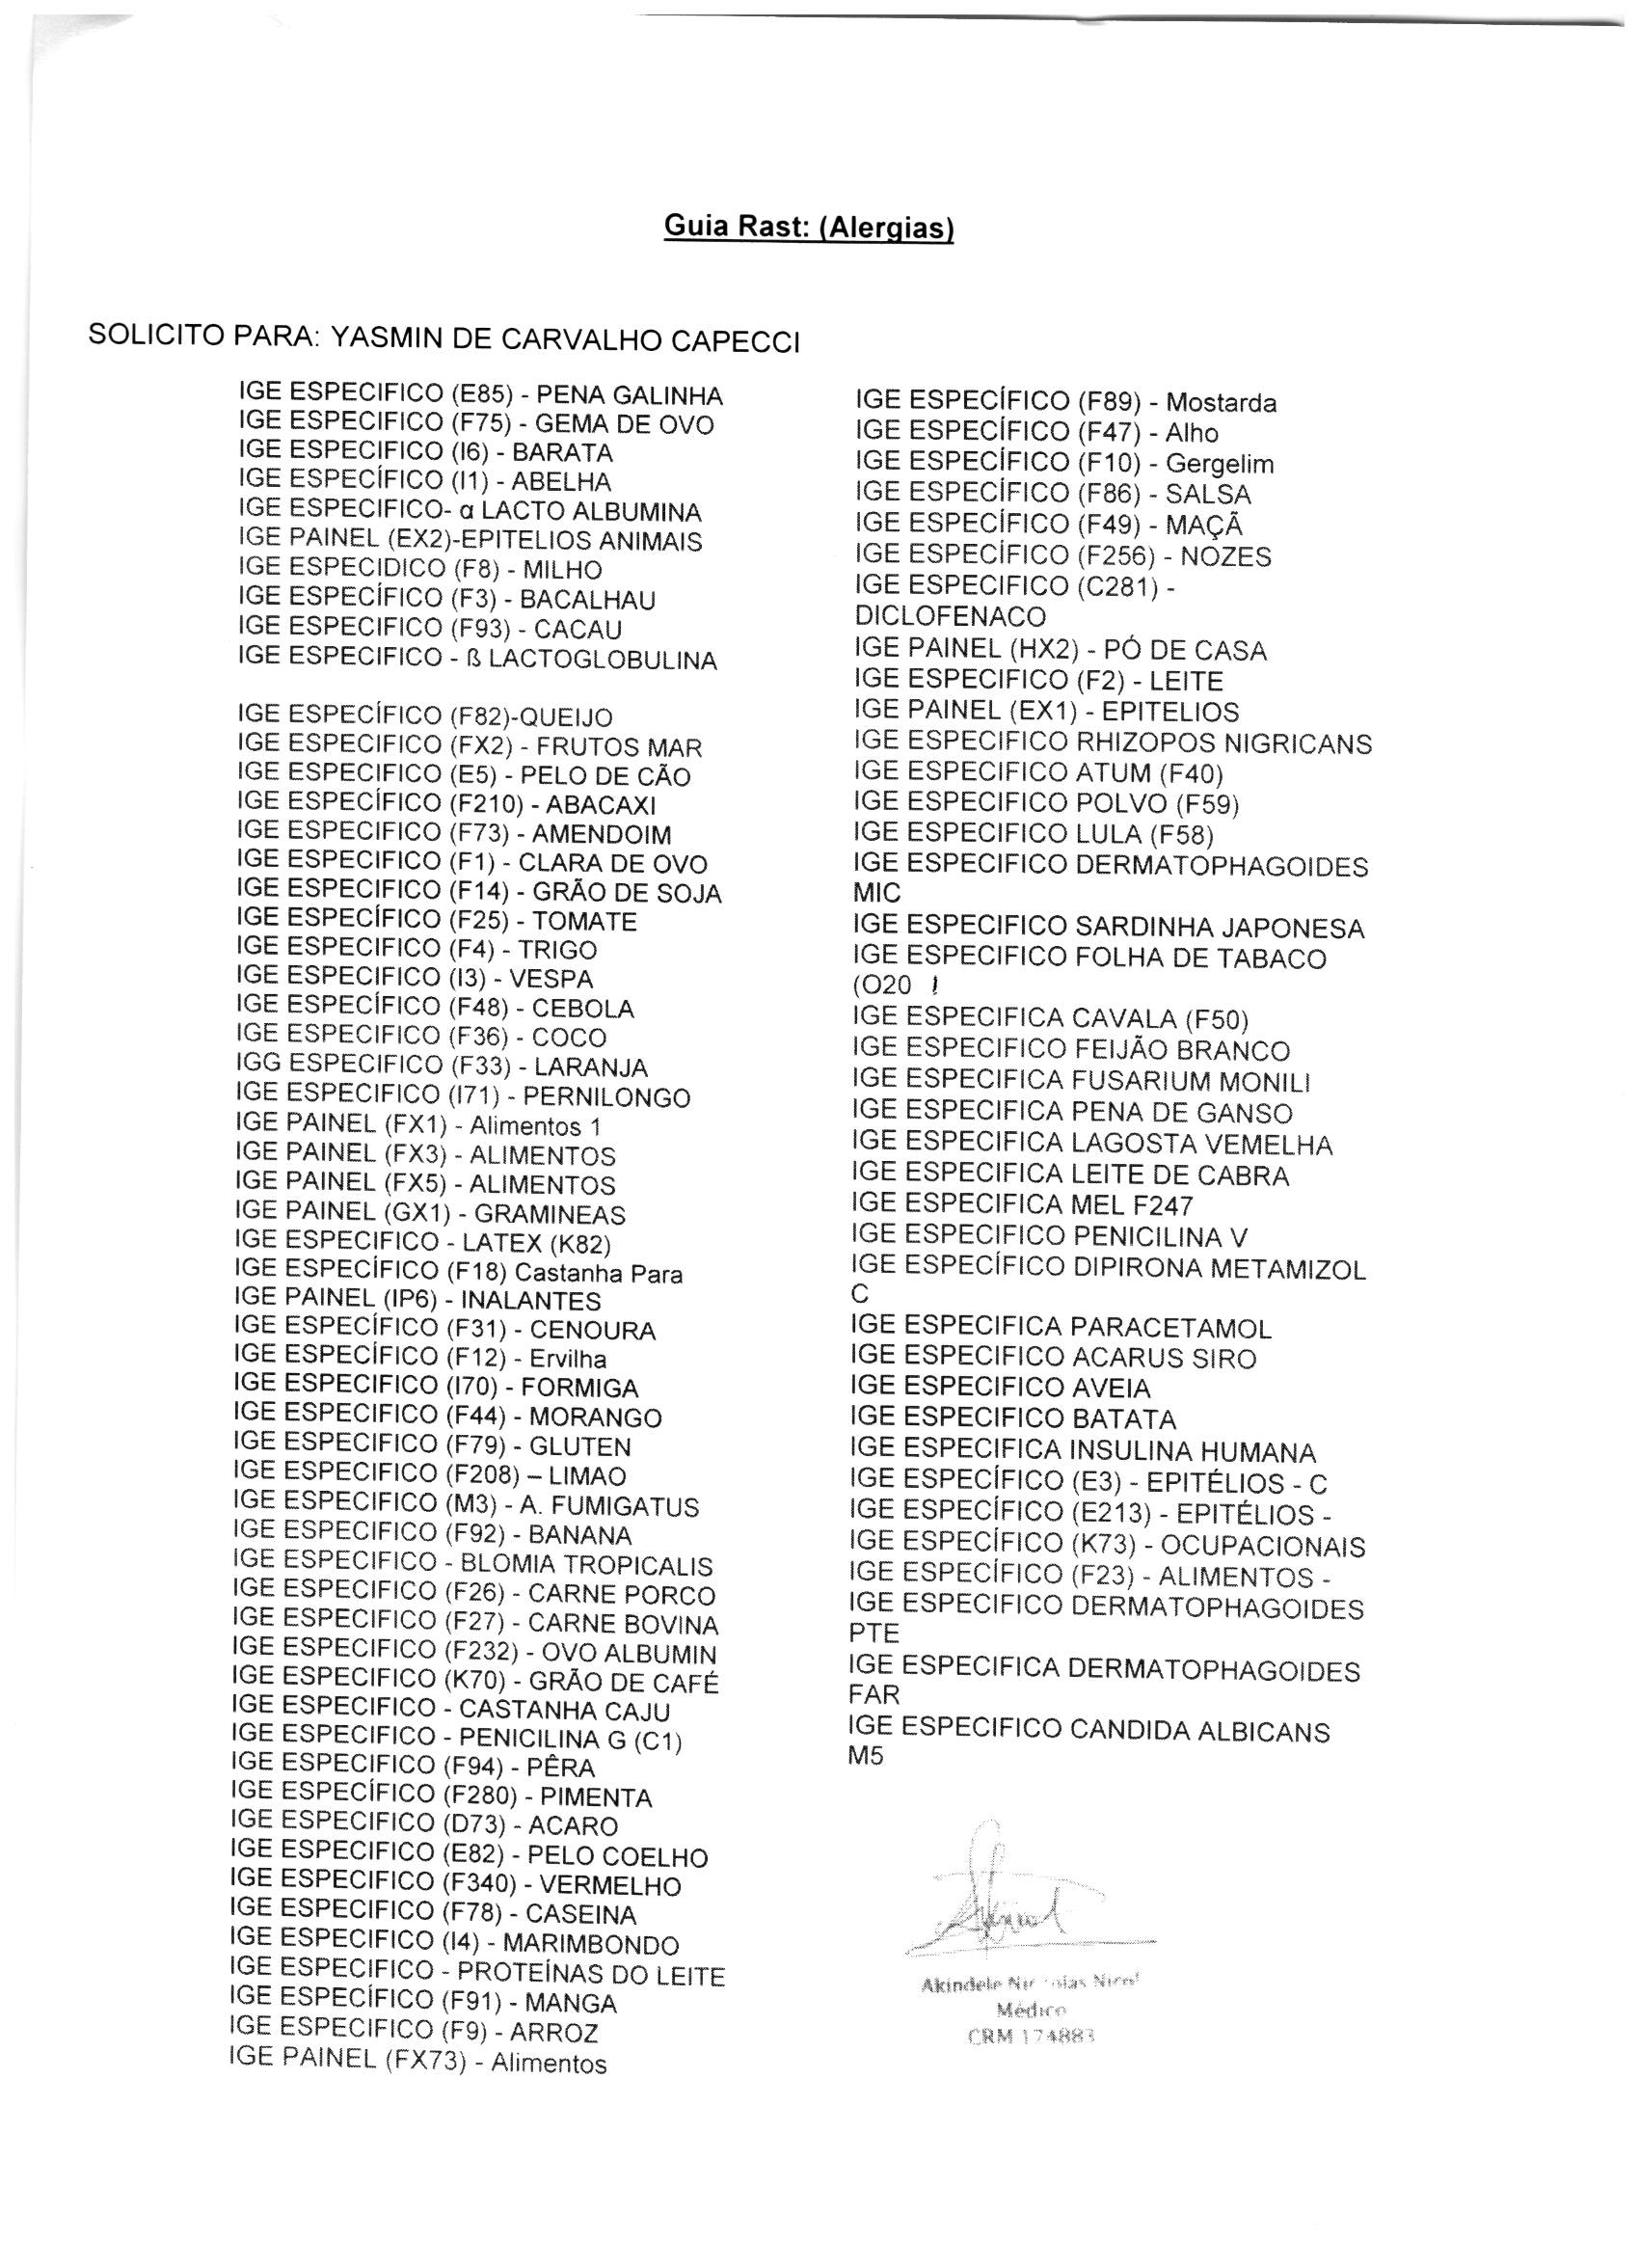 Guia Rast: (Alergias)
SOLICITO PARA: YASMIN DE CARVALHO CAPECCI
IGE ESPECIFICO (E85) - PENA GALINHA
IGE ESPECIFICO (F75) - GEMA DE OVO
IGE ESPECIFICO (I6) - BARATA
IGE ESPECÍFICO (I1) - ABELHA
IGE ESPECIFICO- α LACTO ALBUMINA
IGE PAINEL (EX2)-EPITELIOS ANIMAIS
IGE ESPECIDICO (F8) - MILHO
IGE ESPECÍFICO (F3) - BACALHAU
IGE ESPECIFICO (F93) - CACAU
IGE ESPECIFICO - ß LACTOGLOBULINA
IGE ESPECÍFICO (F82)-QUEIJO
IGE ESPECIFICO (FX2) - FRUTOS MAR
IGE ESPECIFICO (E5) - PELO DE CÃO
IGE ESPECÍFICO (F210) - ABACAXI
IGE ESPECIFICO (F73) - AMENDOIM
IGE ESPECIFICO (F1) - CLARA DE OVO
IGE ESPECIFICO (F14) - GRÃO DE SOJA
IGE ESPECÍFICO (F25) - TOMATE
IGE ESPECIFICO (F4) - TRIGO
IGE ESPECIFICO (I3) - VESPA
IGE ESPECÍFICO (F48) - CEBOLA
IGE ESPECIFICO (F36) - COCO
IGG ESPECIFICO (F33) - LARANJA
IGE ESPECIFICO (I71) - PERNILONGO
IGE PAINEL (FX1) - Alimentos 1
IGE PAINEL (FX3) - ALIMENTOS
IGE PAINEL (FX5) - ALIMENTOS
IGE PAINEL (GX1) - GRAMINEAS
IGE ESPECIFICO - LATEX (K82)
IGE ESPECÍFICO (F18) Castanha Para
IGE PAINEL (IP6) - INALANTES
IGE ESPECÍFICO (F31) - CENOURA
IGE ESPECÍFICO (F12) - Ervilha
IGE ESPECIFICO (I70) - FORMIGA
IGE ESPECIFICO (F44) - MORANGO
IGE ESPECIFICO (F79) - GLUTEN
IGE ESPECIFICO (F208) – LIMAO
IGE ESPECIFICO (M3) - A. FUMIGATUS
IGE ESPECIFICO (F92) - BANANA
IGE ESPECIFICO - BLOMIA TROPICALIS
IGE ESPECIFICO (F26) - CARNE PORCO
IGE ESPECIFICO (F27) - CARNE BOVINA
IGE ESPECIFICO (F232) - OVO ALBUMIN
IGE ESPECIFICO (K70) - GRÃO DE CAFÉ
IGE ESPECIFICO - CASTANHA CAJU
IGE ESPECIFICO - PENICILINA G (C1)
IGE ESPECIFICO (F94) - PÊRA
IGE ESPECÍFICO (F280) - PIMENTA
IGE ESPECIFICO (D73) - ACARO
IGE ESPECIFICO (E82) - PELO COELHO
IGE ESPECIFICO (F340) - VERMELHO
IGE ESPECIFICO (F78) - CASEINA
IGE ESPECIFICO (I4) - MARIMBONDO
IGE ESPECIFICO - PROTEÍNAS DO LEITE
IGE ESPECÍFICO (F91) - MANGA
IGE ESPECIFICO (F9) - ARROZ
IGE PAINEL (FX73) - Alimentos
IGE ESPECÍFICO (F89) - Mostarda
IGE ESPECÍFICO (F47) - Alho
IGE ESPECÍFICO (F10) - Gergelim
IGE ESPECÍFICO (F86) - SALSA
IGE ESPECÍFICO (F49) - MAÇÃ
IGE ESPECÍFICO (F256) - NOZES
IGE ESPECIFICO (C281) -
DICLOFENACO
IGE PAINEL (HX2) - PÓ DE CASA
IGE ESPECIFICO (F2) - LEITE
IGE PAINEL (EX1) - EPITELIOS
IGE ESPECIFICO RHIZOPOS NIGRICANS
IGE ESPECIFICO ATUM (F40)
IGE ESPECIFICO POLVO (F59)
IGE ESPECIFICO LULA (F58)
IGE ESPECIFICO DERMATOPHAGOIDES
MIC
IGE ESPECIFICO SARDINHA JAPONESA
IGE ESPECIFICO FOLHA DE TABACO
(O20
IGE ESPECIFICA CAVALA (F50)
IGE ESPECIFICO FEIJÃO BRANCO
IGE ESPECIFICA FUSARIUM MONILI
IGE ESPECIFICA PENA DE GANSO
IGE ESPECIFICA LAGOSTA VEMELHA
IGE ESPECIFICA LEITE DE CABRA
IGE ESPECIFICA MEL F247
IGE ESPECIFICO PENICILINA V
IGE ESPECÍFICO DIPIRONA METAMIZOL
C
IGE ESPECIFICA PARACETAMOL
IGE ESPECIFICO ACARUS SIRO
IGE ESPECIFICO AVEIA
IGE ESPECIFICO BATATA
IGE ESPECIFICA INSULINA HUMANA
IGE ESPECÍFICO (E3) - EPITÉLIOS - C
IGE ESPECÍFICO (E213) - EPITÉLIOS -
IGE ESPECÍFICO (K73) - OCUPACIONAIS
IGE ESPECÍFICO (F23) - ALIMENTOS -
IGE ESPECIFICO DERMATOPHAGOIDES
PTE
IGE ESPECIFICA DERMATOPHAGOIDES
FAR
IGE ESPECIFICO CANDIDA ALBICANS
M5
Akindele
Médico
CRM 174883